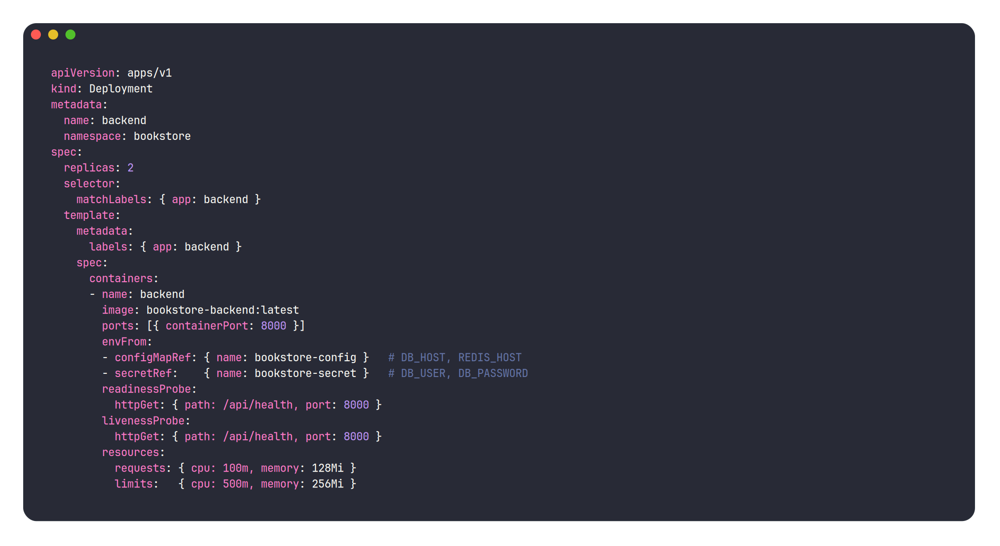 apiVersion: apps/v1
kind: Deployment
metadata:
  name: backend
  namespace: bookstore
spec:
  replicas: 2
  selector:
    matchLabels: { app: backend }
  template:
    metadata:
      labels: { app: backend }
    spec:
      containers:
      - name: backend
        image: bookstore-backend:latest
        ports: [{ containerPort: 8000 }]
        envFrom:
        - configMapRef: { name: bookstore-config }   # DB_HOST, REDIS_HOST
        - secretRef:    { name: bookstore-secret }   # DB_USER, DB_PASSWORD
        readinessProbe:
          httpGet: { path: /api/health, port: 8000 }
        livenessProbe:
          httpGet: { path: /api/health, port: 8000 }
        resources:
          requests: { cpu: 100m, memory: 128Mi }
          limits:   { cpu: 500m, memory: 256Mi }